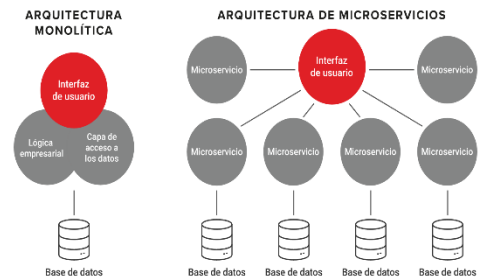 ARQUITECTURA
MONOLÍTICA
Interfaz
de usuario
Lógica
empresarial
Capa de
acceso a
los datos
Base de datos
ARQUITECTURA DE MICROSERVICIOS
Microservicio
Interfaz
de usuario
Microservicio
Microservicio
Microservicio
Microservicio
Microservicio
Base de datos
Base de datos
Base de datos
Base de datos